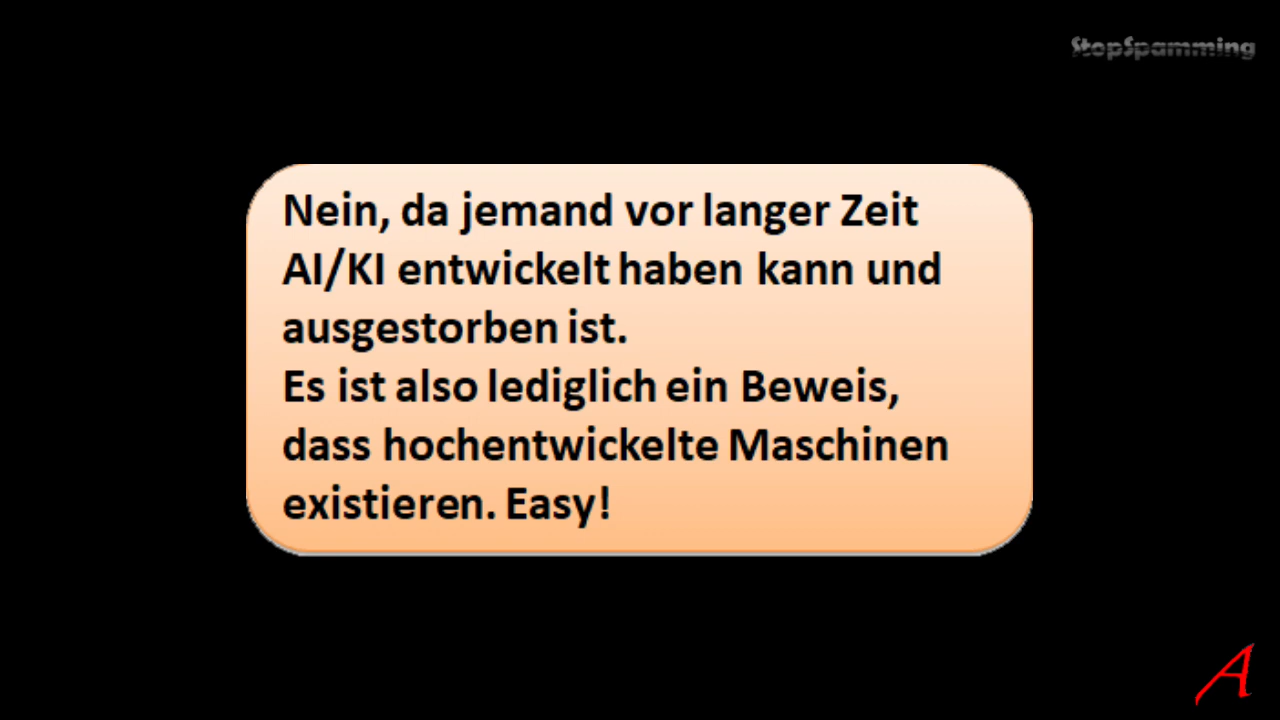 StopSpamming
Nein, da jemand vor langer Zeit
AI/KI entwickelt haben kann und
ausgestorben ist.
Es ist also lediglich ein Beweis,
dass hochentwickelte Maschinen
existieren. Easy!
A